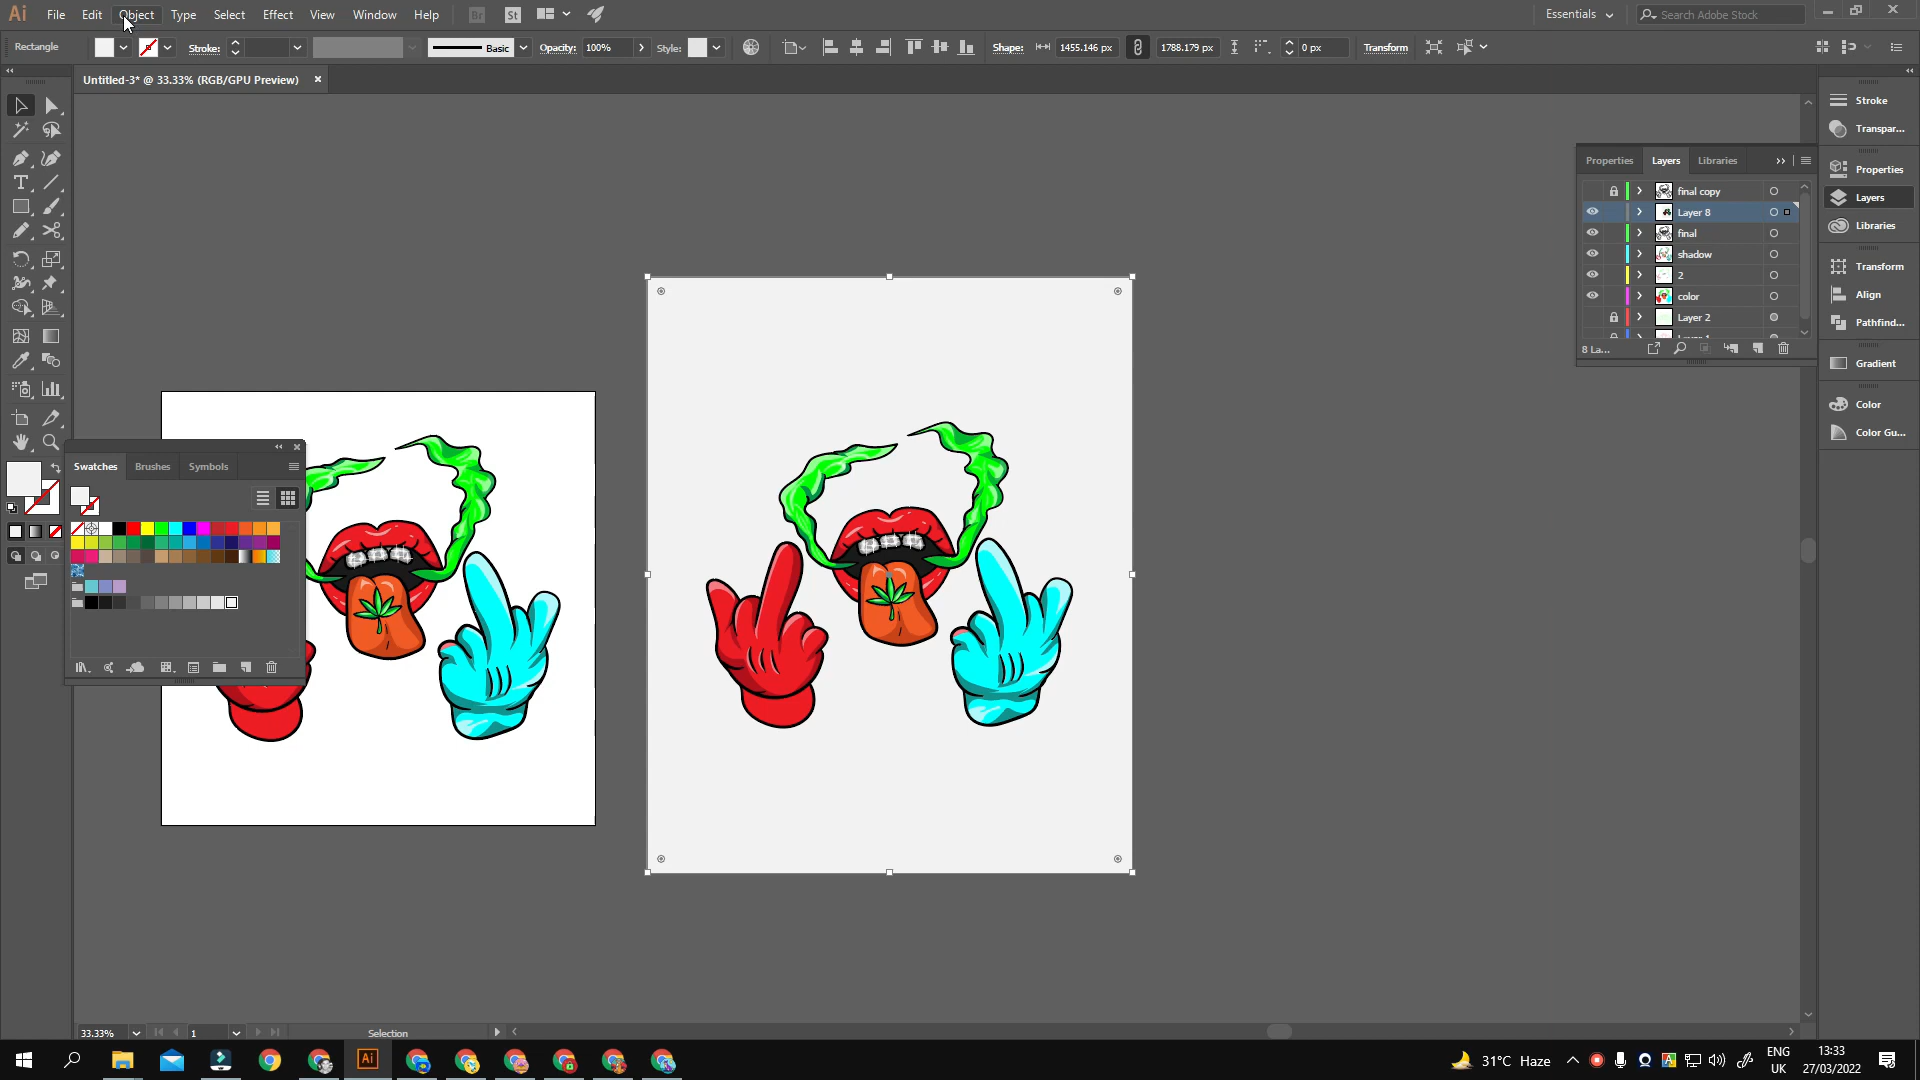 Ai File Edit Object Type Select Effect View Window Help Br St Essentials Search Adobe Stock
Rectangle Stroke: Basic Opacity: 100% Style: Shape: 1455.146 px 1788.179 px 0 px Transform
Untitled-3* @ 33.33% (RGB/GPU Preview) ×
Stroke
Transpar...
Properties
Layers
Libraries
Transform
Align
Pathfind...
Gradient
Color
Color Gu...
Properties Layers Libraries
final copy
Layer 8
final
shadow
2
color
Layer 2
8 La...
Swatches Brushes Symbols
33.33% 1 Selection
Ai
31°C Haze
ENG
UK
13:33
27/03/2022